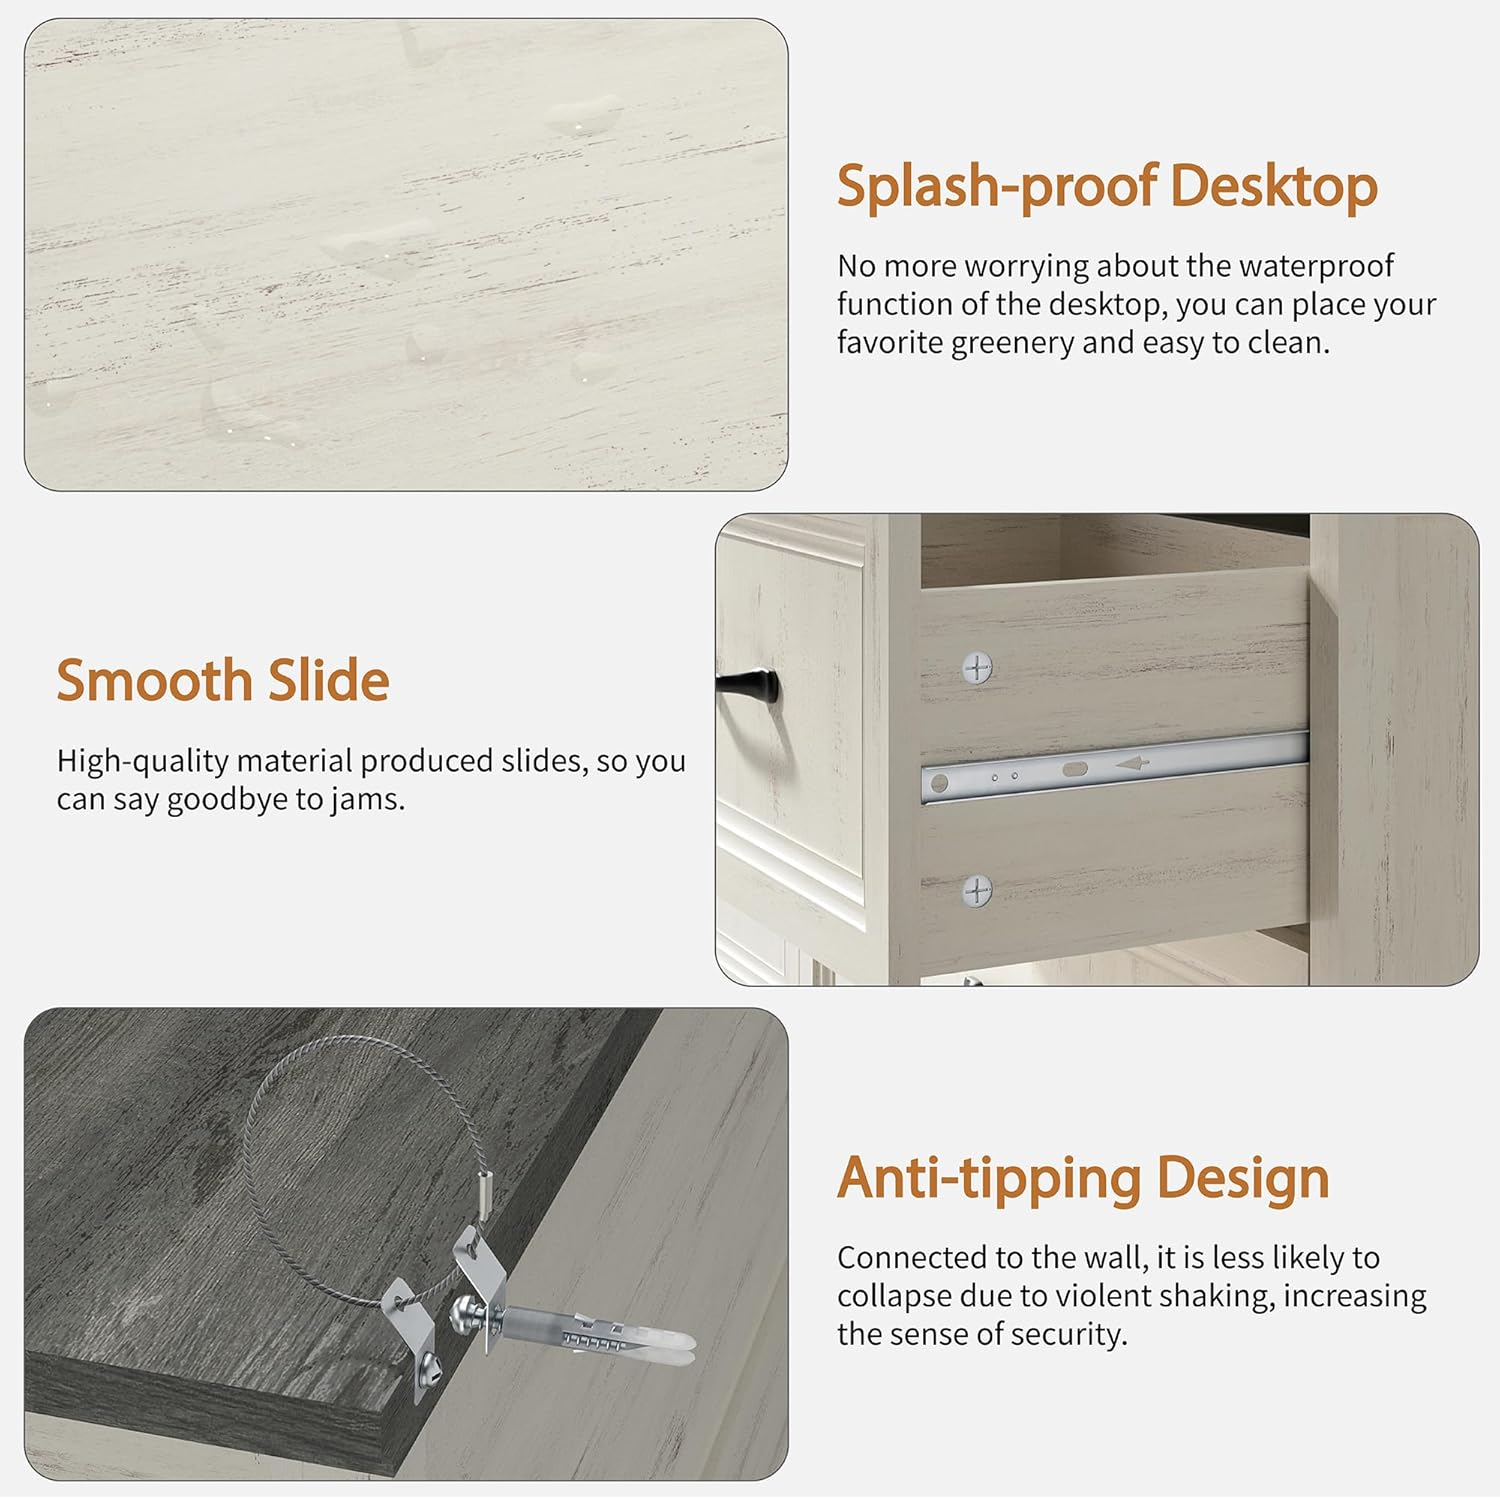 Splash-proof Desktop
No more worrying about the waterproof
function of the desktop, you can place your
favorite greenery and easy to clean.
Smooth Slide
High-quality material produced slides, so you
can say goodbye to jams.
Anti-tipping Design
Connected to the wall, it is less likely to
collapse due to violent shaking, increasing
the sense of security.